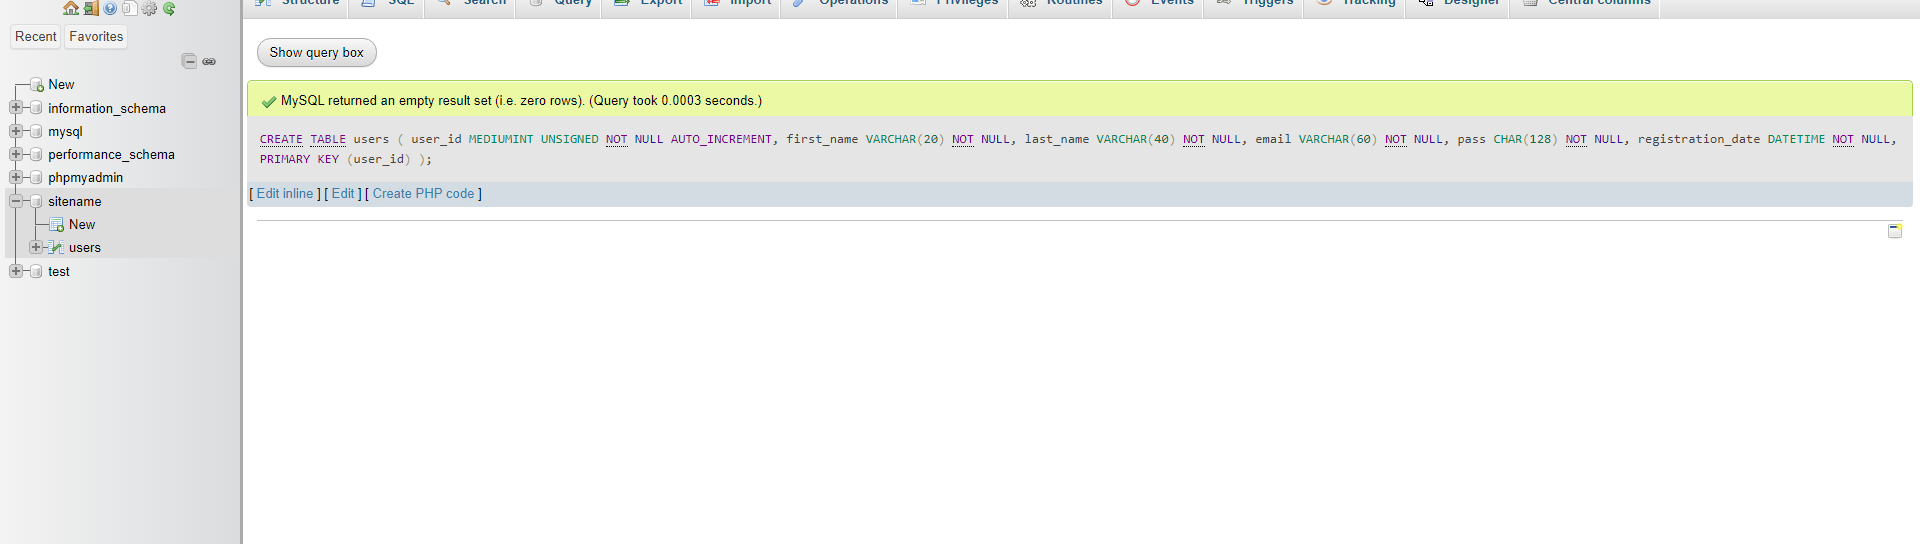 Structure SQL Search Query Export Import Operations Privileges Routines Events Triggers Tracking Designer Central columns
Recent Favorites
New
information_schema
mysql
performance_schema
phpmyadmin
sitename
New
users
test
Show query box
MySQL returned an empty result set (i.e. zero rows). (Query took 0.0003 seconds.)
CREATE TABLE users ( user_id MEDIUMINT UNSIGNED NOT NULL AUTO_INCREMENT, first_name VARCHAR(20) NOT NULL, last_name VARCHAR(40) NOT NULL, email VARCHAR(60) NOT NULL, pass CHAR(128) NOT NULL, registration_date DATETIME NOT NULL,
PRIMARY KEY (user_id) );
[ Edit inline ] [ Edit ] [ Create PHP code ]